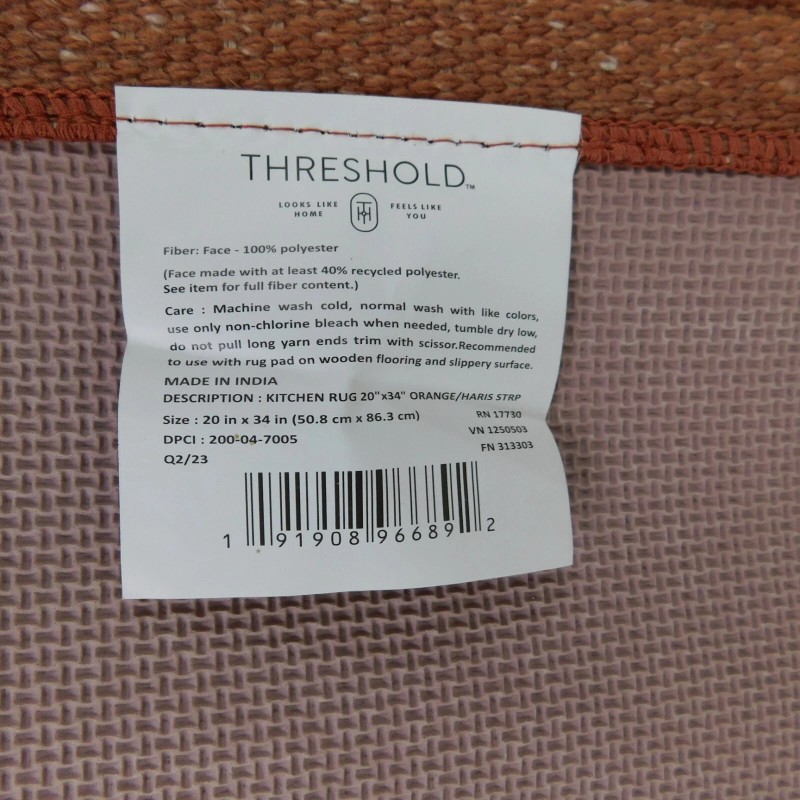 THRESHOLD™
LOOKS LIKE HOME
FEELS LIKE YOU
Fiber: Face - 100% polyester
(Face made with at least 40% recycled polyester.
See item for full fiber content.)
Care : Machine wash cold, normal wash with like colors,
use only non-chlorine bleach when needed, tumble dry low,
do not pull long yarn ends trim with scissor.Recommended
to use with rug pad on wooden flooring and slippery surface.
MADE IN INDIA
DESCRIPTION : KITCHEN RUG 20"x34" ORANGE/HARIS STRP
Size : 20 in x 34 in (50.8 cm x 86.3 cm)
RN 17730
DPCI : 200-04-7005
VN 1250503
Q2/23
FN 313303
1 91908 96689 2